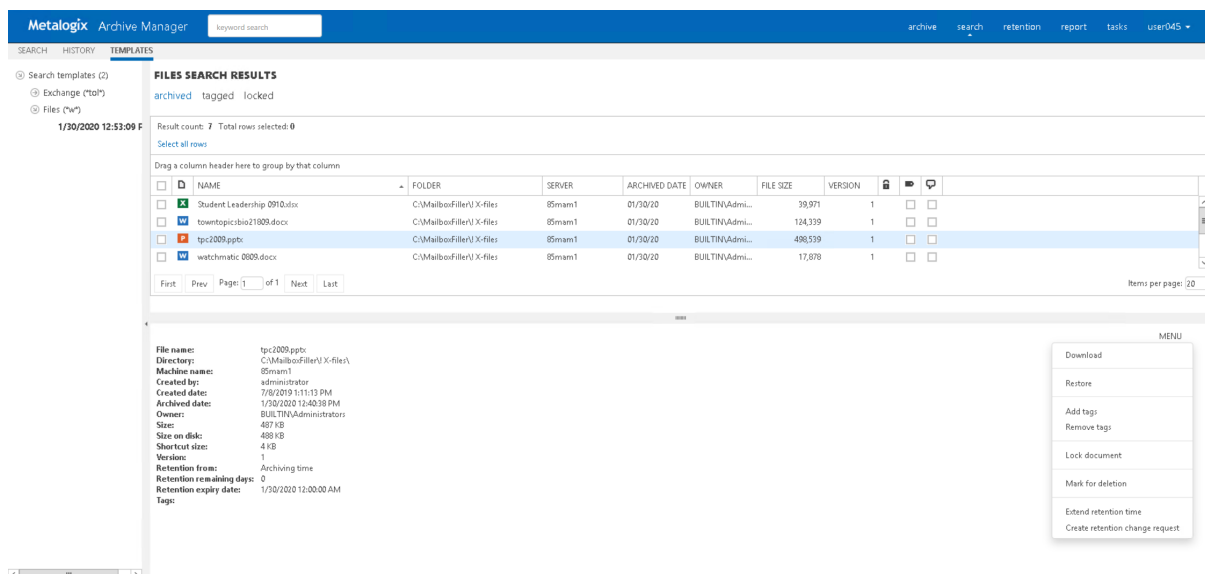 Metalogix Archive Manager
keyword search
archive search retention report tasks user045
SEARCH HISTORY TEMPLATES
Search templates (2)
Exchange (*tol*)
Files (*w*)
1/30/2020 12:53:09 P
FILES SEARCH RESULTS
archived tagged locked
Result count: 7 Total rows selected: 0
Select all rows
Drag a column header here to group by that column
NAME FOLDER SERVER ARCHIVED DATE OWNER FILE SIZE VERSION
Student Leadership 0910.xlsx C:\MailboxFiller\! X-files 85mam1 01/30/20 BUILTIN\Admi... 39,971 1
towntopicsbio21809.docx C:\MailboxFiller\! X-files 85mam1 01/30/20 BUILTIN\Admi... 124,339 1
tpc2009.pptx C:\MailboxFiller\! X-files 85mam1 01/30/20 BUILTIN\Admi... 498,539 1
watchmatic 0809.docx C:\MailboxFiller\! X-files 85mam1 01/30/20 BUILTIN\Admi... 17,878 1
First Prev Page: 1 of 1 Next Last Items per page: 20
MENU
File name: tpc2009.pptx
Directory: C:\MailboxFiller\! X-files\
Machine name: 85mam1
Created by: administrator
Created date: 7/8/2019 1:11:13 PM
Archived date: 1/30/2020 12:40:38 PM
Owner: BUILTIN\Administrators
Size: 487 KB
Size on disk: 488 KB
Shortcut size: 4 KB
Version: 1
Retention from: Archiving time
Retention remaining days: 0
Retention expiry date: 1/30/2020 12:00:00 AM
Tags:
Download
Restore
Add tags
Remove tags
Lock document
Mark for deletion
Extend retention time
Create retention change request